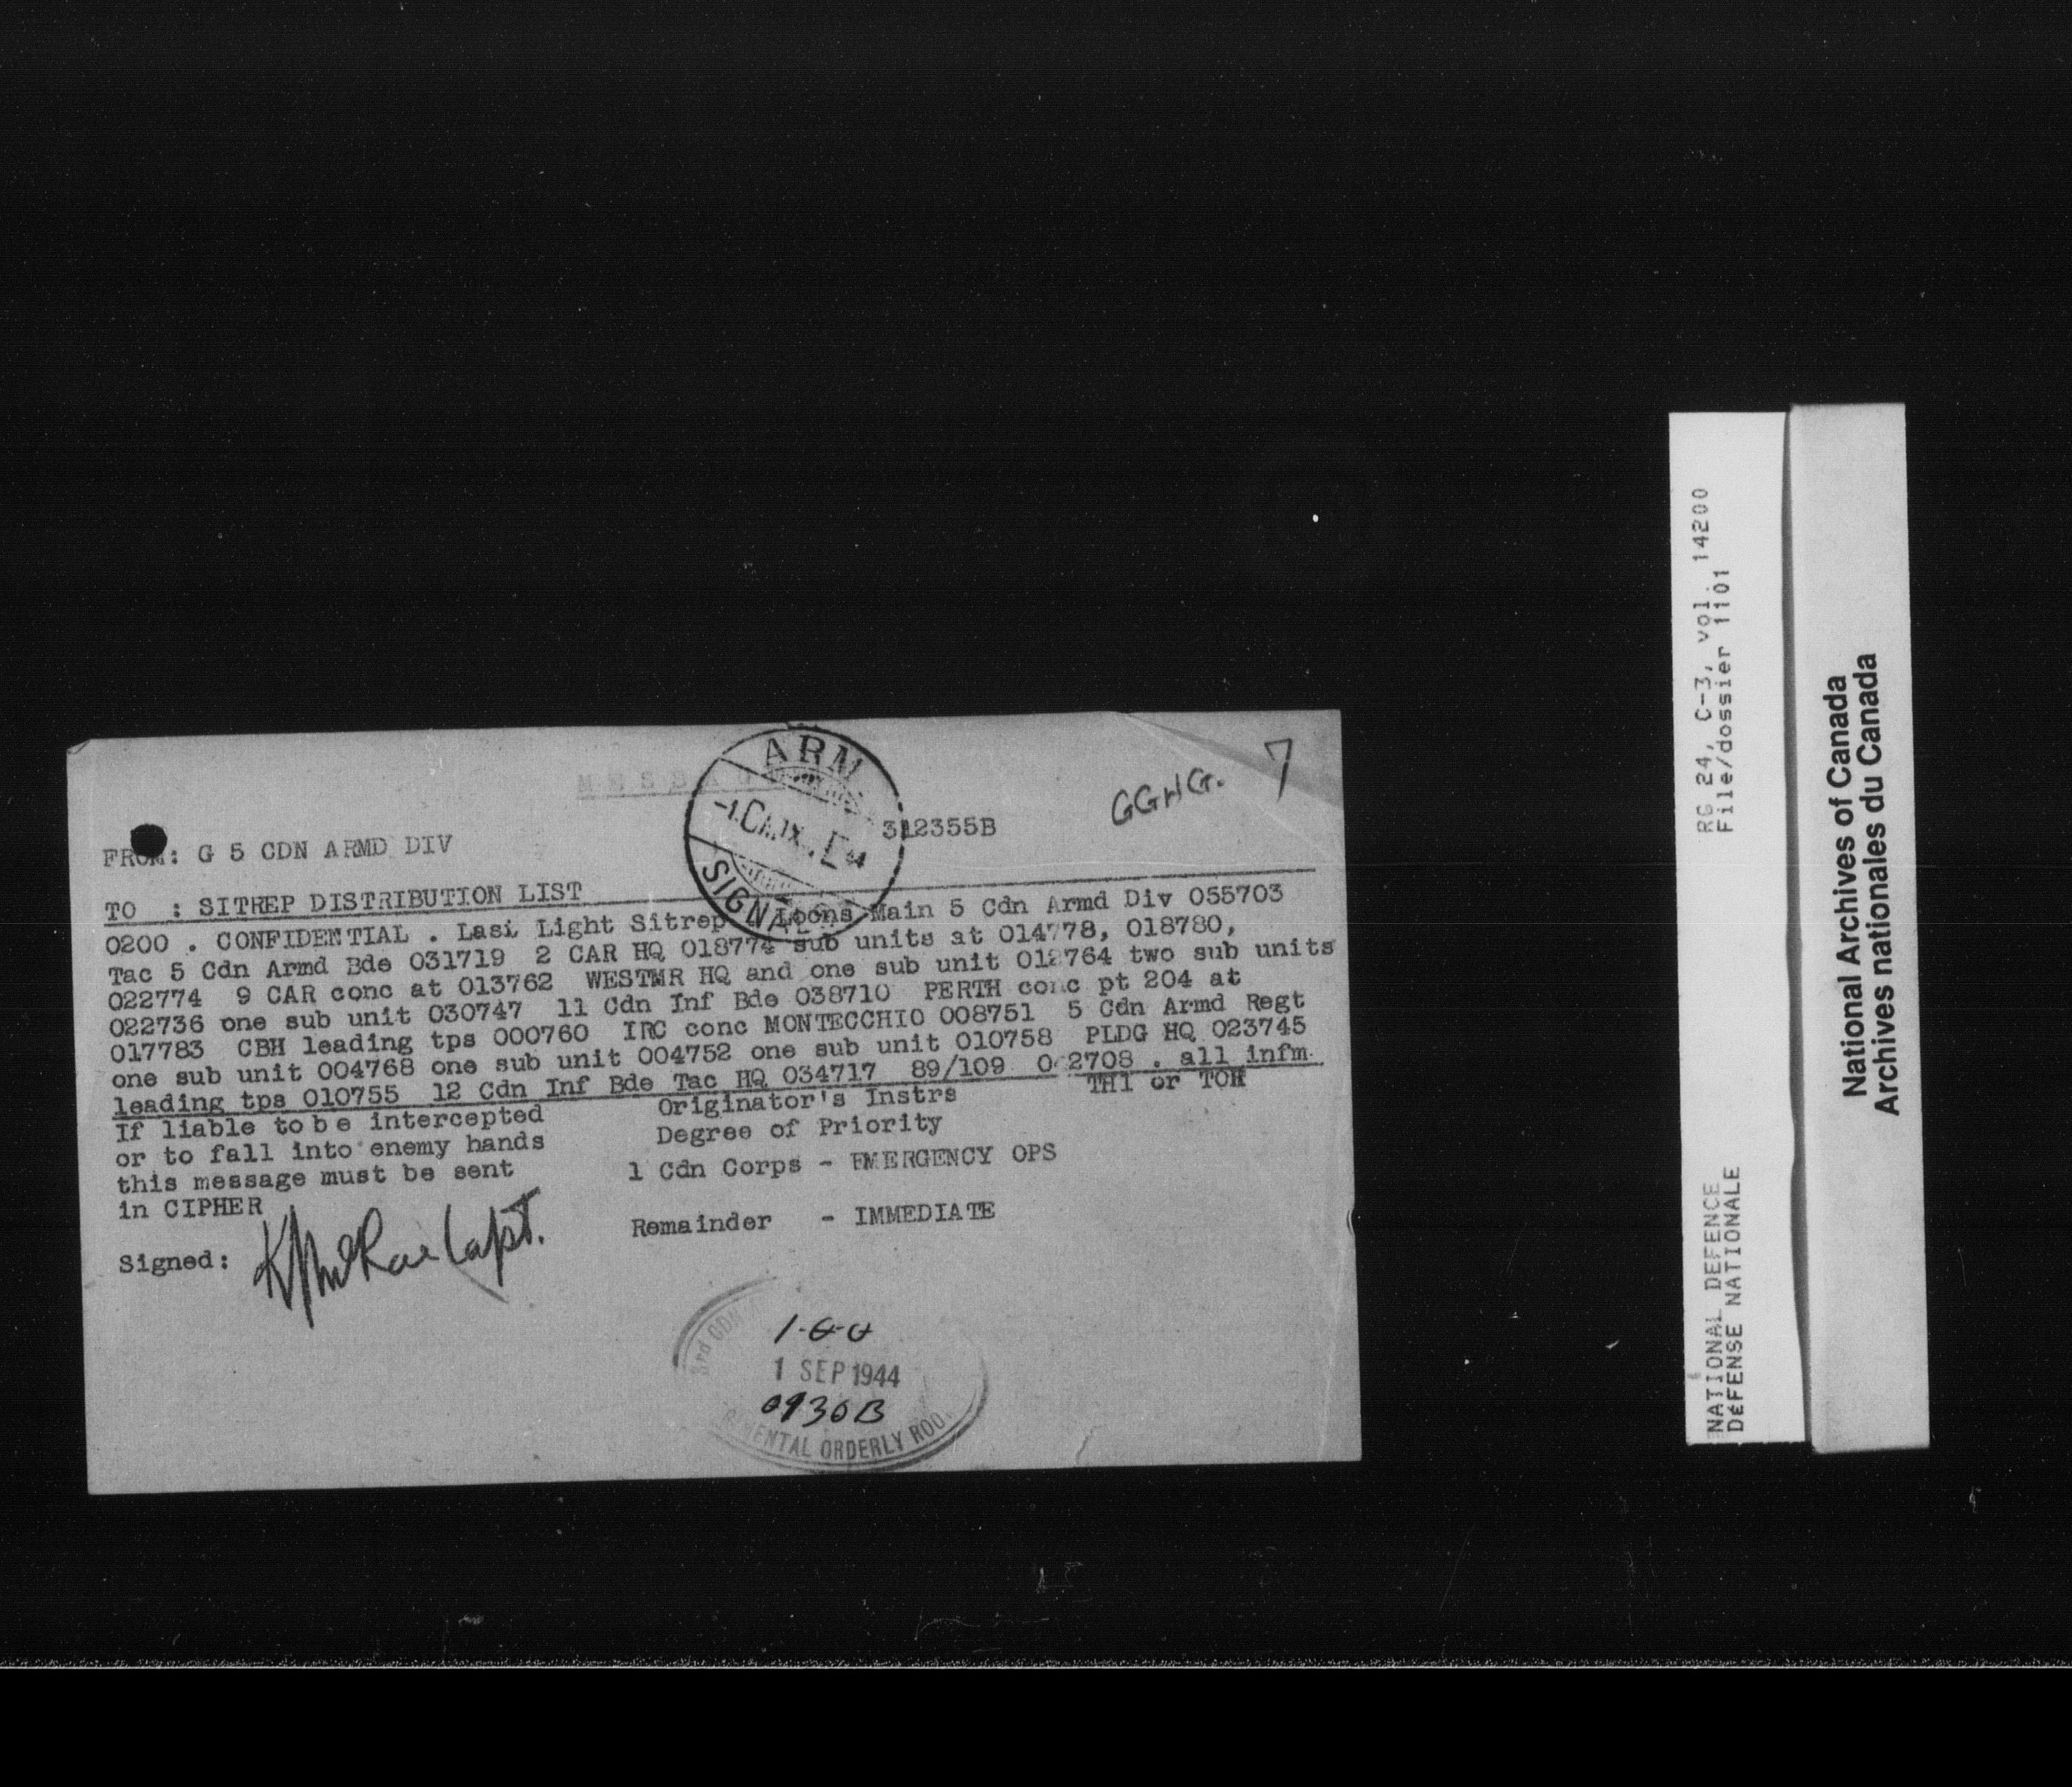 MESSAGE
ARM
SIGNALS
GGHG. 7
312355B
FROM: G 5 CDN ARMD DIV
TO : SITREP DISTRIBUTION LIST
0200 . CONFIDENTIAL . Last Light Sitrep . Locns Main 5 Cdn Armd Div 055703
Tac 5 Cdn Armd Bde 031719 2 CAR HQ 018774 sub units at 014778, 018780,
022774 9 CAR conc at 013762 WESTMR HQ and one sub unit 012764 two sub units
022736 one sub unit 030747 11 Cdn Inf Bde 038710 PERTH conc pt 204 at
017783 CBH leading tps 000760 IRC conc MONTECCHIO 008751 5 Cdn Armd Regt
one sub unit 004768 one sub unit 004752 one sub unit 010758 PLDG HQ 023745
leading tps 010755 12 Cdn Inf Bde Tac HQ 034717 89/109 2708 . all infm
If liable to be intercepted
or to fall into enemy hands
this message must be sent
in CIPHER
Originator's Instrs
Degree of Priority
1 Cdn Corps - EMERGENCY OPS
Remainder - IMMEDIATE
THI or TOR
Signed: Capt.
3rd CDN
1 SEP 1944
0930B
MENTAL ORDERLY ROO
RG 24, C-3, vol. 14200
File/dossier 1101
NATIONAL DEFENCE
DÉFENSE NATIONALE
National Archives of Canada
Archives nationales du Canada